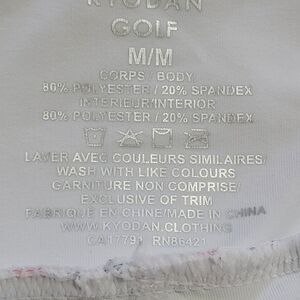 KYODAN
GOLF
M/M
CORPS / BODY
80% POLYESTER / 20% SPANDEX
INTERIEUR/INTERIOR
80% POLYESTER / 20% SPANDEX
LAVER AVEC COULEURS SIMILAIRES/
WASH WITH LIKE COLOURS
GARNITURE NON COMPRISE/
EXCLUSIVE OF TRIM
FABRIQUE EN CHINE/MADE IN CHINA
WWW.KYODAN.CLOTHING
CA17791 RN86421